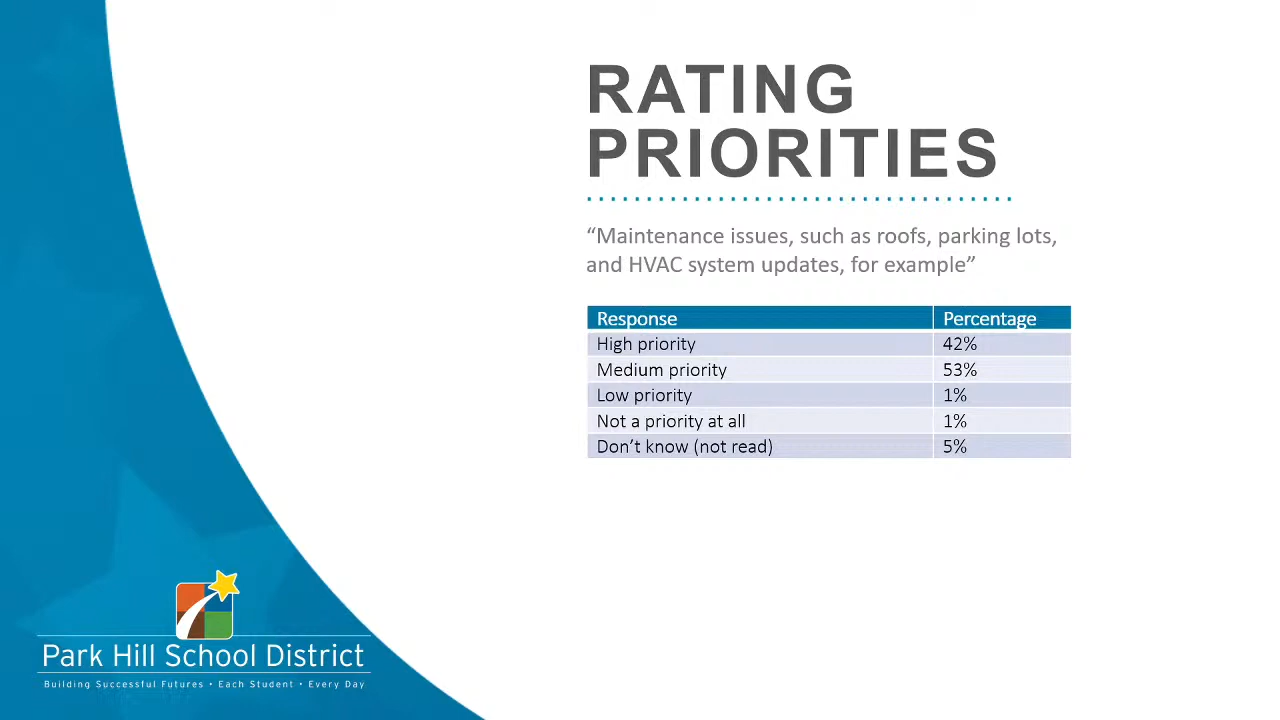 RATING
PRIORITIES
“Maintenance issues, such as roofs, parking lots,
and HVAC system updates, for example”
Response Percentage
High priority 42%
Medium priority 53%
Low priority 1%
Not a priority at all 1%
Don’t know (not read) 5%
Park Hill School District
Building Successful Futures • Each Student • Every Day